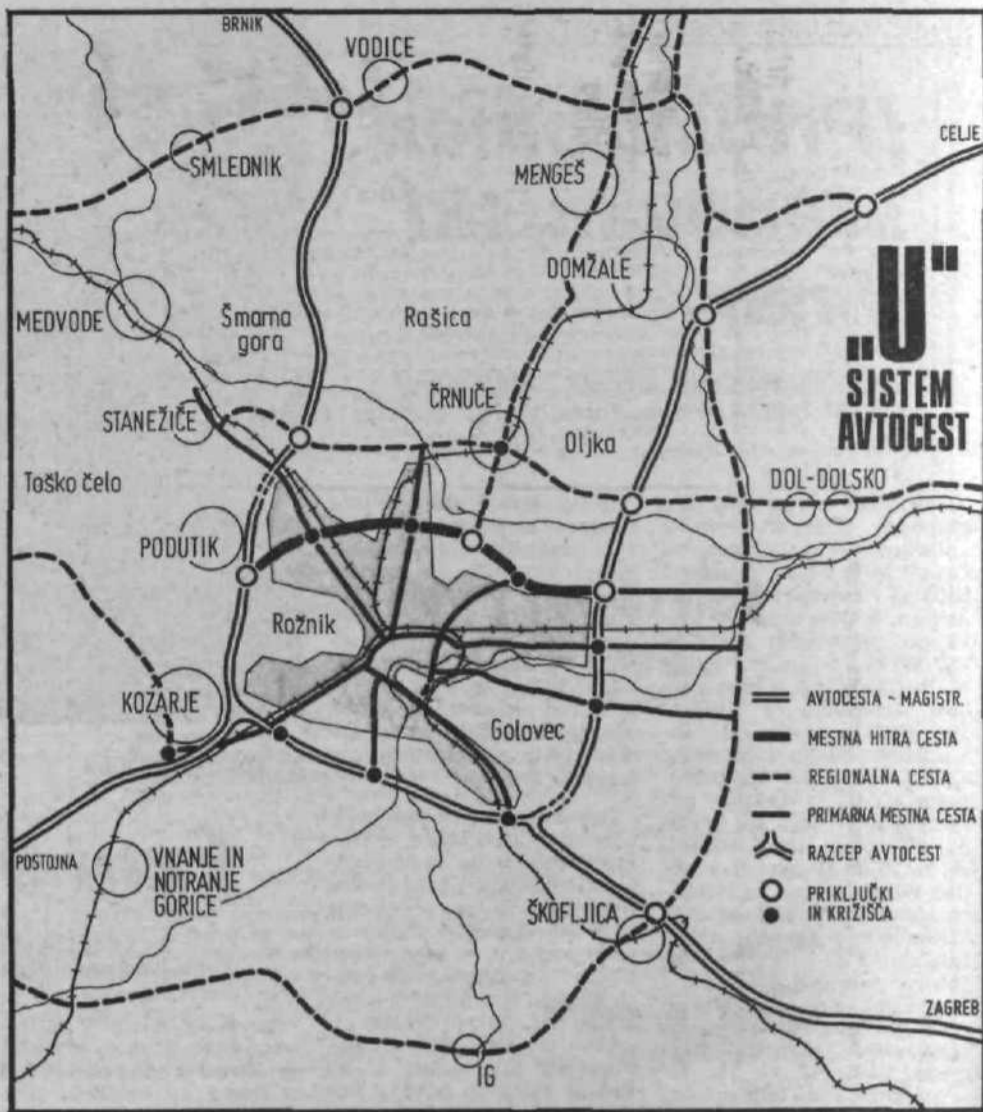 BRNIK
VODICE
CELJE
SMLEDNIK
MENGEŠ
DOMŽALE
„U"
SISTEM
AVTOCEST
MEDVODE
Šmarna
gora
Rašica
STANEŽIČE
ČRNUČE
Oljka
Toško čelo
DOL-DOLSKO
PODUTIK
Rožnik
KOZARJE
Golovec
AVTOCESTA - MAGISTR.
MESTNA HITRA CESTA
REGIONALNA CESTA
PRIMARNA MESTNA CESTA
RAZCEP AVTOCEST
PRIKLJUČKI
IN KRIŽIŠČA
POSTOJNA
VNANJE IN
NOTRANJE
GORICE
ŠKOFLJICA
ZAGREB
IG